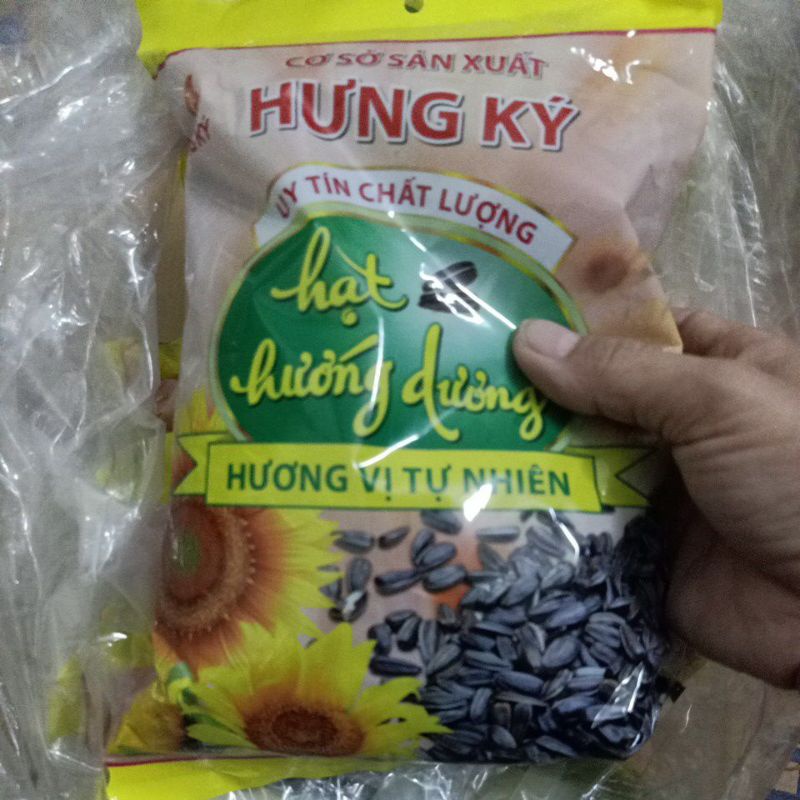 CƠ SỞ SẢN XUẤT
HƯNG KÝ
UY TÍN CHẤT LƯỢNG
hạt
hướng dương
HƯƠNG VỊ TỰ NHIÊN